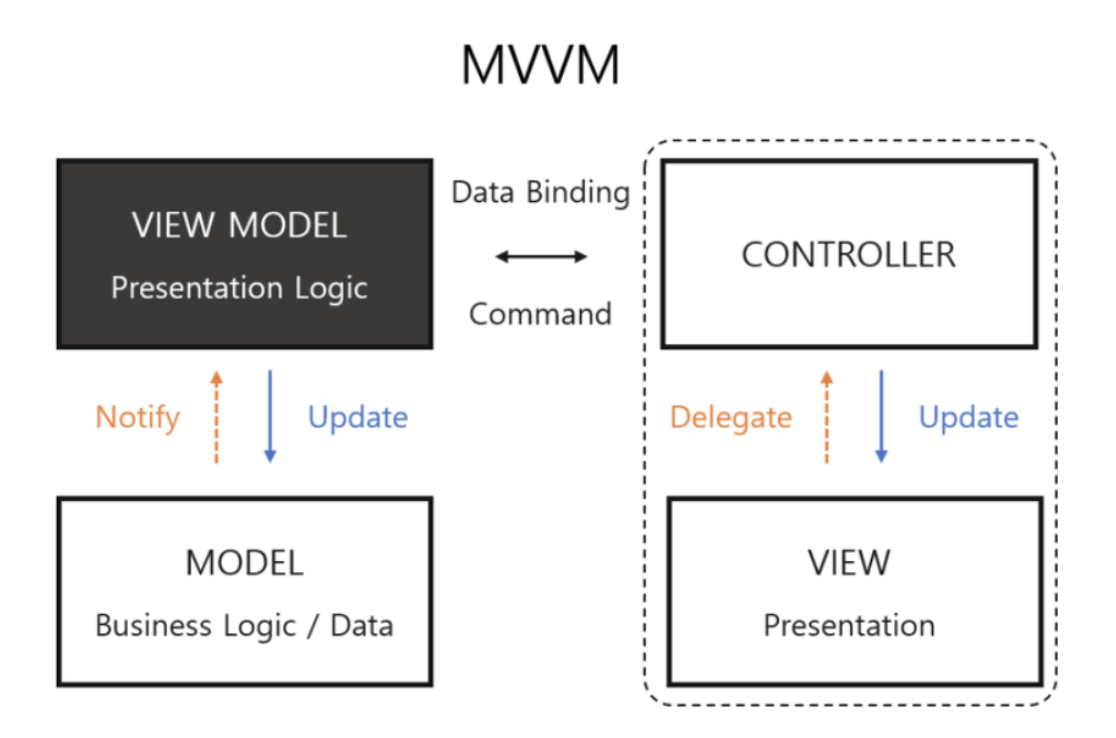 MVVM
VIEW MODEL
Presentation Logic
Data Binding
Command
CONTROLLER
Notify
Update
Delegate
Update
MODEL
Business Logic / Data
VIEW
Presentation